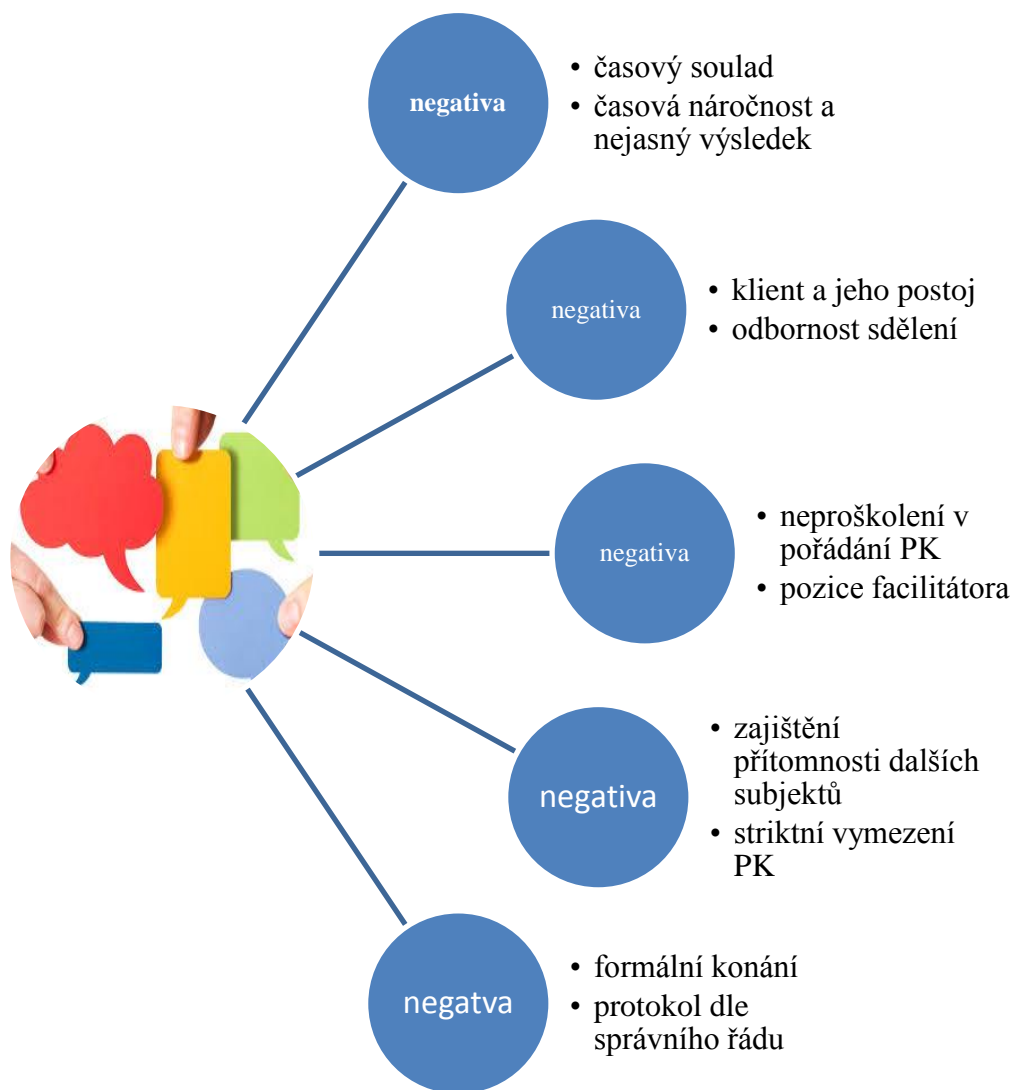 negativa
• časový soulad
• časová náročnost a
nejasný výsledek
negativa
• klient a jeho postoj
• odbornost sdělení
negativa
• neproškolení v
pořádání PK
• pozice facilitátora
negativa
• zajištění
přítomnosti dalších
subjektů
• striktní vymezení
PK
negatva
• formální konání
• protokol dle
správního řádu